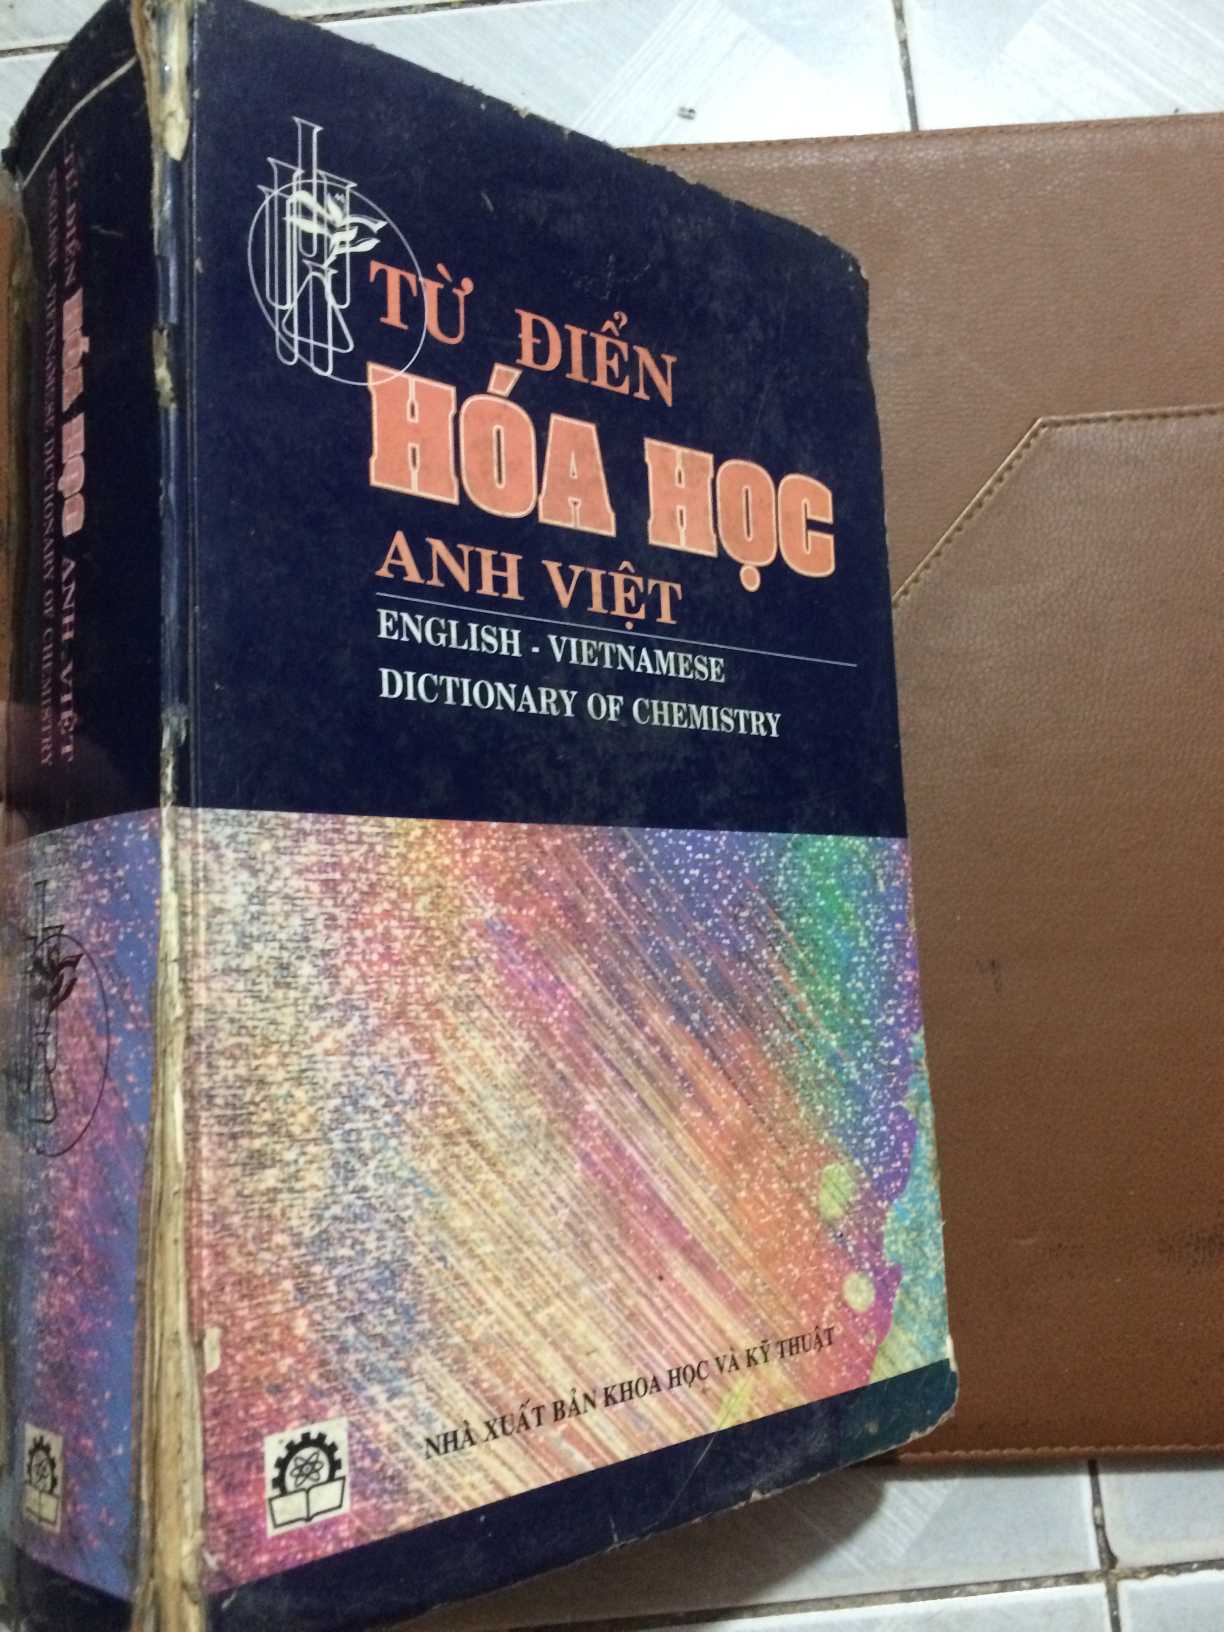 TỪ ĐIỂN HÓA HỌC ANH VIỆT
ENGLISH - VIETNAMESE DICTIONARY OF CHEMISTRY
TỪ ĐIỂN
HÓA HỌC
ANH VIỆT
ENGLISH - VIETNAMESE
DICTIONARY OF CHEMISTRY
NHÀ XUẤT BẢN KHOA HỌC VÀ KỸ THUẬT